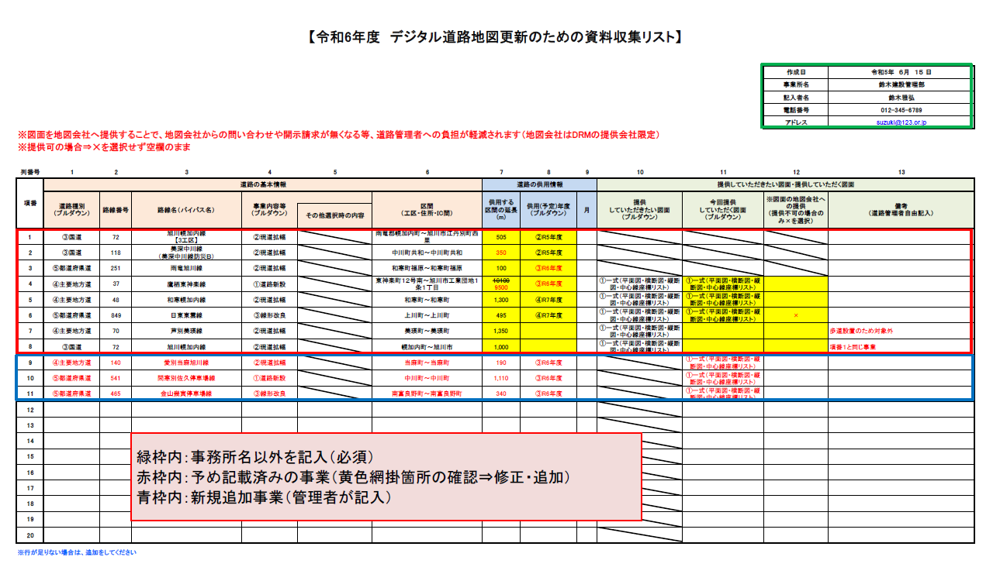 【令和6年度　デジタル道路地図更新のための資料収集リスト】
作成日　令和5年　6月　15 日
事業所名　鈴木建設管理部
記入者名　鈴木雅弘
電話番号　012-345-6789
アドレス　suzuki@123.or.jp
※図面を地図会社へ提供することで、地図会社からの問い合わせや開示請求が無くなる等、道路管理者への負担が軽減されます（地図会社はDRMの提供会社限定）
※提供可の場合⇒×を選択せず空欄のまま
列番号　1　2　3　4　5　6　7　8　9　10　11　12　13
項番　道路の基本情報　道路の供用情報　提供していただきたい図面・提供していただく図面
道路種別（プルダウン）　路線番号　路線名（バイパス名）　事業内容等（プルダウン）　その他選択時の内容　区間（工区・住所・IC間）　供用する区間の延長（m）　供用（予定）年度（プルダウン）　月　提供していただきたい図面（プルダウン）　今回提供していただく図面（プルダウン）　※図面の地図会社への提供（提供不可の場合のみ×を選択）　備考（道路管理者自由記入）
1　③国道　72　旭川幌加内線【3工区】　②現道拡幅　雨竜郡幌加内町～旭川市江丹別町西里　505　②R5年度
2　③国道　118　美深中川線（美深中川線防災B）　②現道拡幅　中川町共和～中川町共和　350　②R5年度
3　⑤都道府県道　251　雨竜旭川線　②現道拡幅　和寒町福原～和寒町福原　100　③R6年度
4　④主要地方道　37　鷹栖東神楽線　①道路新設　東神楽町12号南～旭川市工業団地1条1丁目　10100　9500　③R6年度　①一式（平面図・横断図・縦断図・中心線座標リスト）　①一式（平面図・横断図・縦断図・中心線座標リスト）
5　④主要地方道　48　和寒幌加内線　②現道拡幅　和寒町～和寒町　1,300　④R7年度　①一式（平面図・横断図・縦断図・中心線座標リスト）　①一式（平面図・横断図・縦断図・中心線座標リスト）
6　⑤都道府県道　849　日東東雲線　③線形改良　上川町～上川町　495　④R7年度　①一式（平面図・横断図・縦断図・中心線座標リスト）　①一式（平面図・横断図・縦断図・中心線座標リスト）　×
7　④主要地方道　70　芦別美瑛線　②現道拡幅　美瑛町～美瑛町　1,350　①一式（平面図・横断図・縦断図・中心線座標リスト）　歩道設置のため対象外
8　③国道　72　旭川幌加内線　②現道拡幅　幌加内町～旭川市　1,000　①一式（平面図・横断図・縦断図・中心線座標リスト）　項番1と同じ事業
9　④主要地方道　140　愛別当麻旭川線　②現道拡幅　当麻町～当麻町　190　③R6年度　①一式（平面図・横断図・縦断図・中心線座標リスト）
10　⑤都道府県道　541　問寒別佐久停車場線　①道路新設　中川町～中川町　1,110　③R6年度　①一式（平面図・横断図・縦断図・中心線座標リスト）
11　⑤都道府県道　465　金山幾寅停車場線　③線形改良　南富良野町～南富良野町　340　③R6年度　①一式（平面図・横断図・縦断図・中心線座標リスト）
12
13
14
15
16
17
18
19
20
緑枠内：事務所名以外を記入（必須）
赤枠内：予め記載済みの事業（黄色網掛箇所の確認⇒修正・追加）
青枠内：新規追加事業（管理者が記入）
※行が足りない場合は、追加をしてください